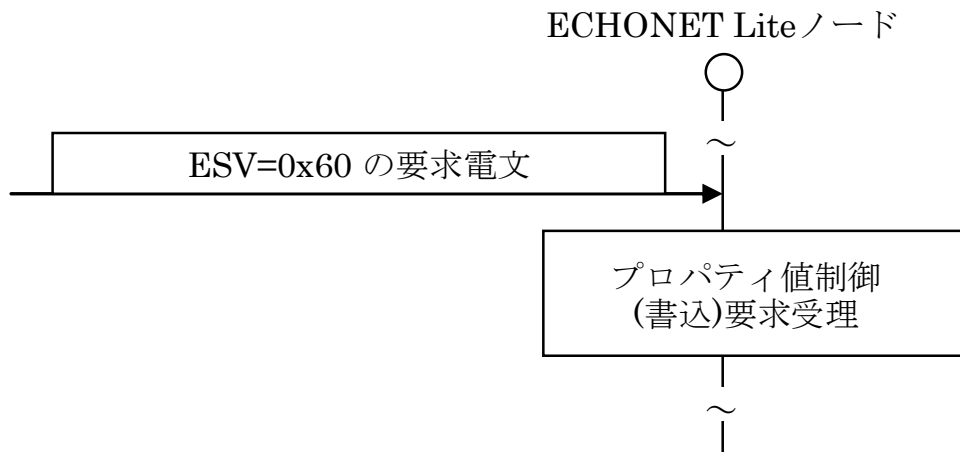 ECHONET Liteノード
～
ESV=0x60 の要求電文
プロパティ値制御
(書込)要求受理
～